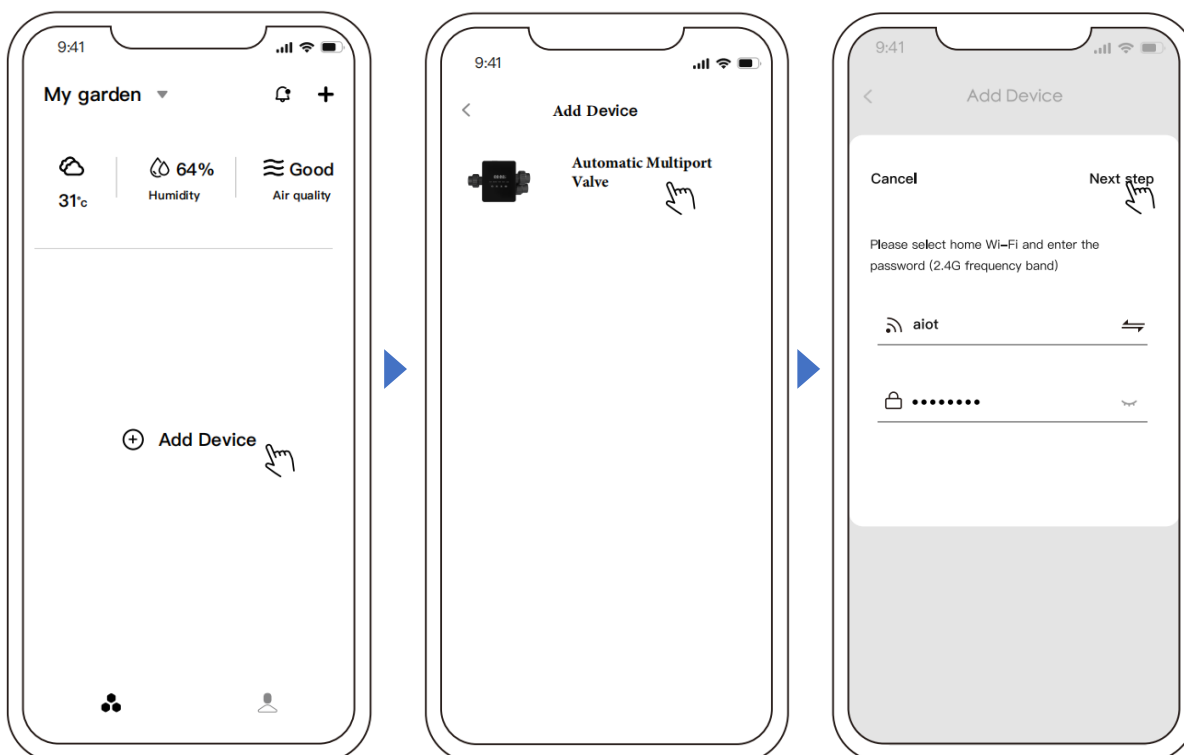 9:41
My garden
31°c
64%
Humidity
Good
Air quality
Add Device
9:41
Add Device
Automatic Multiport
Valve
9:41
Add Device
Cancel
Next step
Please select home Wi-Fi and enter the
password (2.4G frequency band)
aiot
••••••••